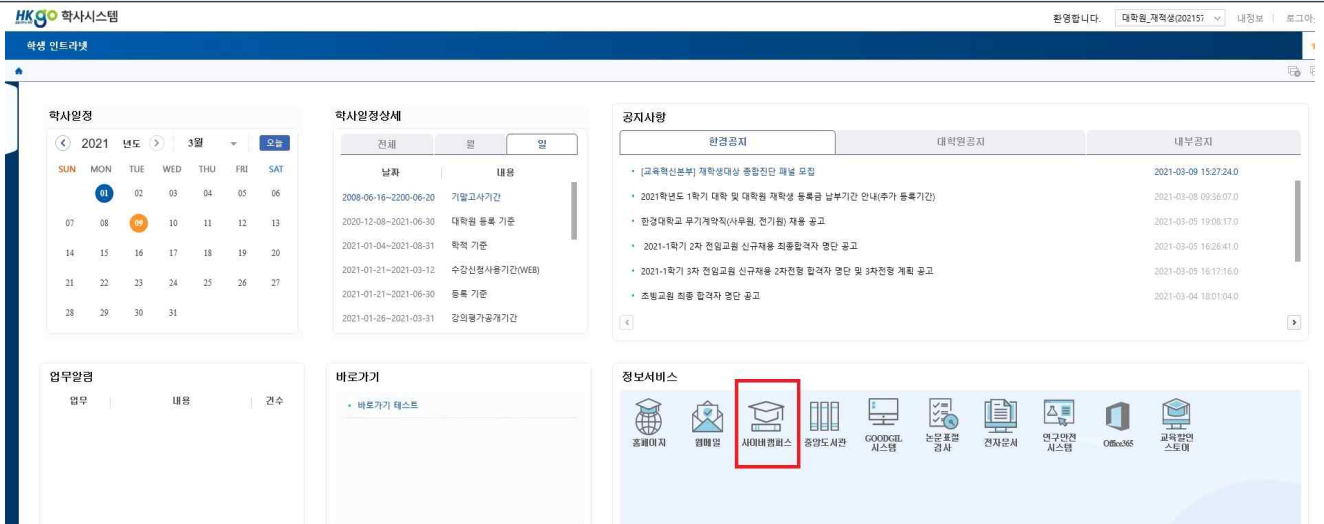 HKgo 학사시스템
환영합니다. 대학원_재적생(202157 내정보 로그아
학생 인트라넷
학사일정
2021 년도 3월 오늘
SUN MON TUE WED THU FRI SAT
01 02 03 04 05 06
07 08 09 10 11 12 13
14 15 16 17 18 19 20
21 22 23 24 25 26 27
28 29 30 31
학사일정상세
전체 월 일
날짜 내용
2008-06-16~2200-06-20 기말고사기간
2020-12-08~2021-06-30 대학원 등록 기준
2021-01-04~2021-08-31 학적 기준
2021-01-21~2021-03-12 수강신청사용기간(WEB)
2021-01-21~2021-06-30 등록 기준
2021-01-26~2021-03-31 강의평가공개기간
공지사항
한경공지 대학원공지 내부공지
• [교육혁신본부] 재학생대상 종합진단 패널 모집 2021-03-09 15:27:24.0
• 2021학년도 1학기 대학 및 대학원 재학생 등록금 납부기간 안내(추가 등록기간) 2021-03-08 09:36:07.0
• 한경대학교 무기계약직(사무원, 전기원) 채용 공고 2021-03-05 19:08:17.0
• 2021-1학기 2차 전임교원 신규채용 최종합격자 명단 공고 2021-03-05 16:26:41.0
• 2021-1학기 3차 전임교원 신규채용 2차전형 합격자 명단 및 3차전형 계획 공고 2021-03-05 16:17:16.0
• 초빙교원 최종 합격자 명단 공고 2021-03-04 18:01:04.0
업무알림
업무 내용 건수
바로가기
• 바로가기 테스트
정보서비스
홈페이지 웹메일 사이버캠퍼스 중앙도서관 GOODGIL 시스템 논문표절 검사 전자문서 연구안전 시스템 Office365 교육할인 스토어